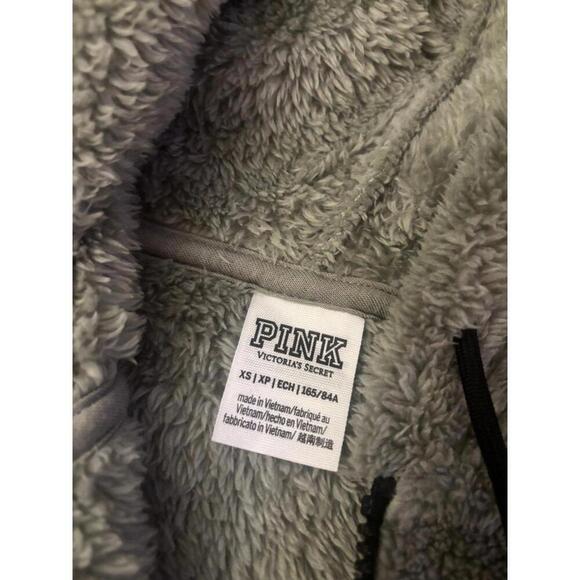 PINK
VICTORIA'S SECRET
XS | XP | ECH | 165/84A
made in Vietnam/fabriqué au
Vietnam/hecho en Vietnam/
fabbricato in Vietnam/ 越南制造